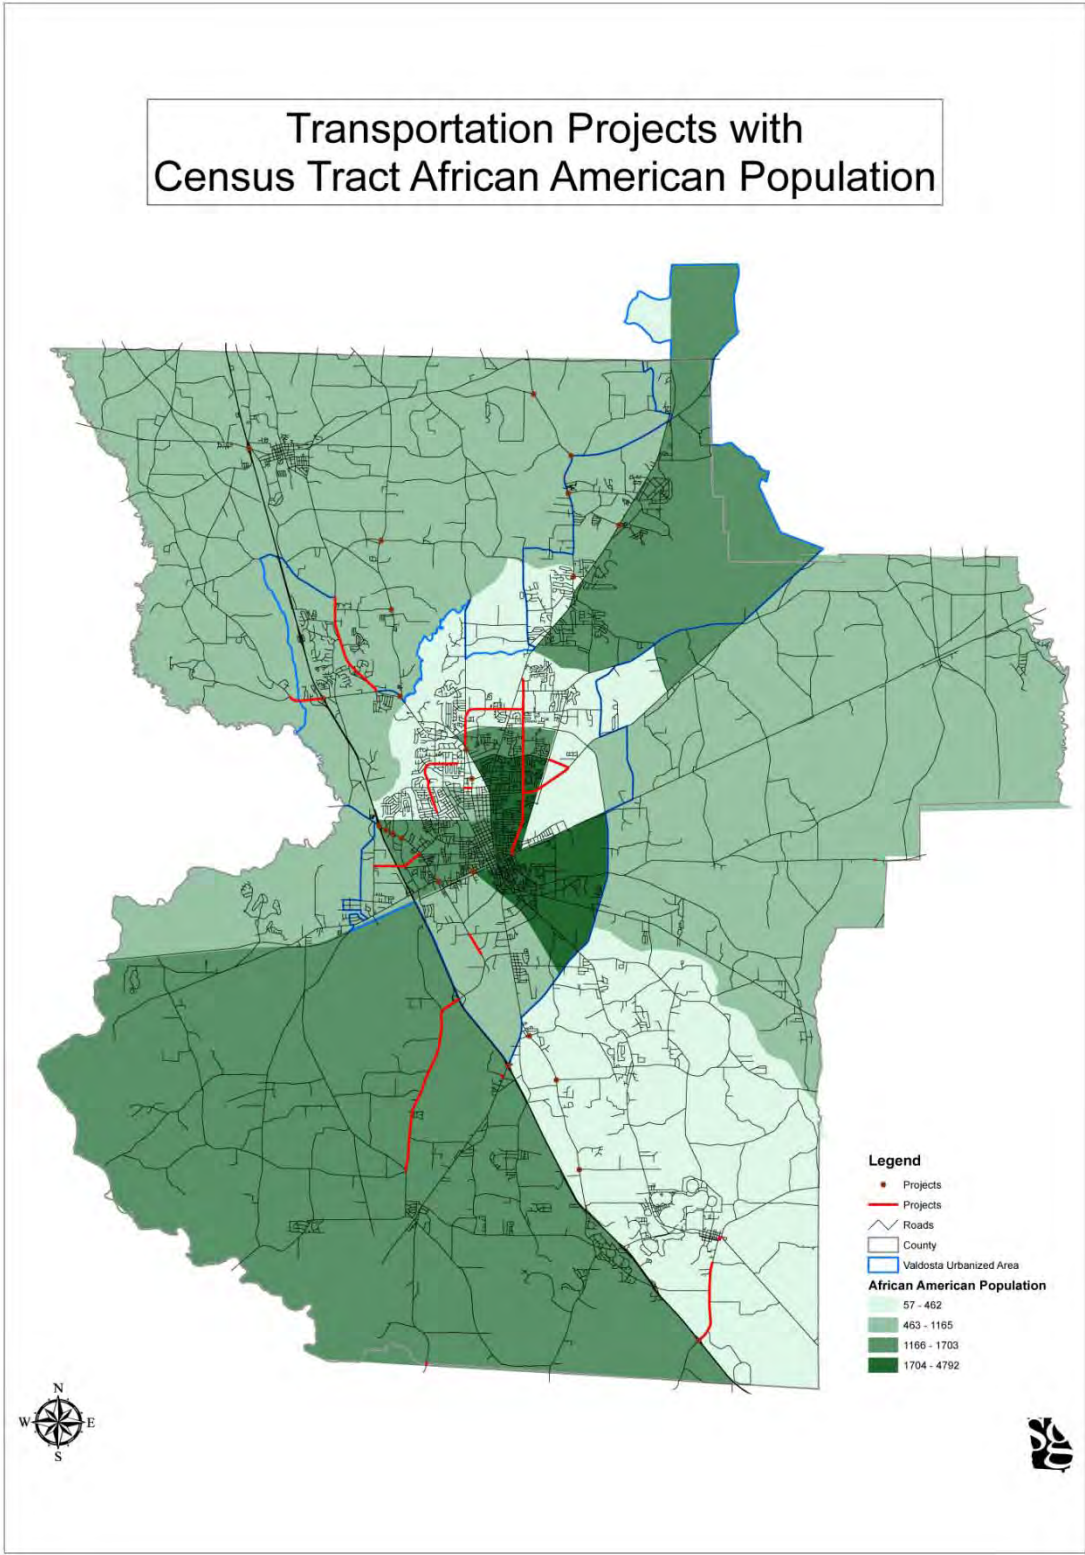 Transportation Projects with
Census Tract African American Population
Legend
Projects
Projects
Roads
County
Valdosta Urbanized Area
African American Population
57 - 462
463 - 1165
1166 - 1703
1704 - 4792
N
W E
S